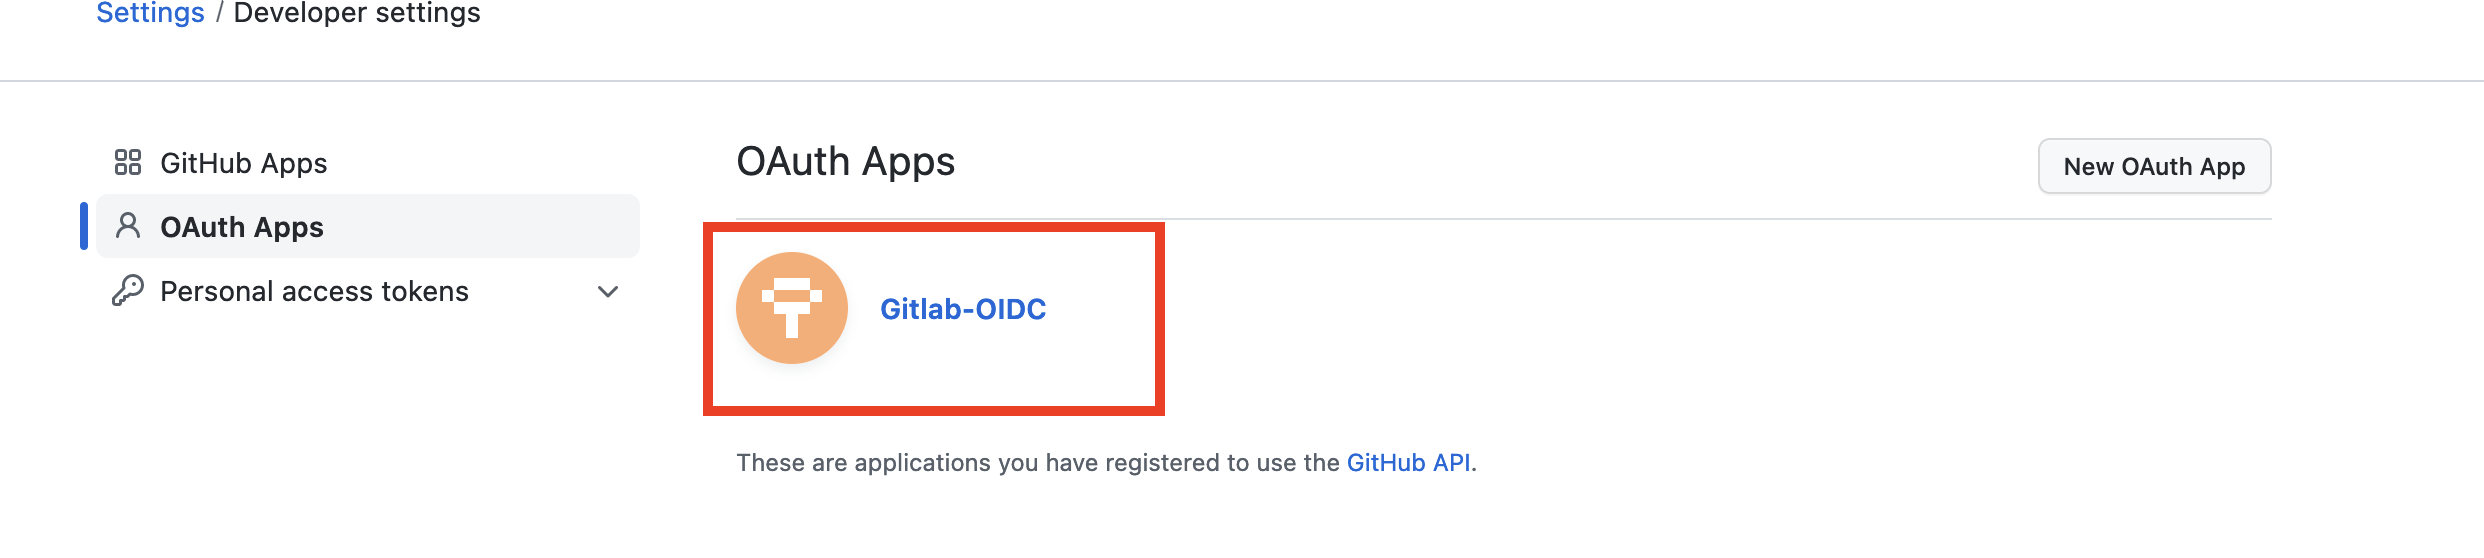 Settings / Developer settings
GitHub Apps
OAuth Apps
Personal access tokens
OAuth Apps
New OAuth App
Gitlab-OIDC
These are applications you have registered to use the GitHub API.